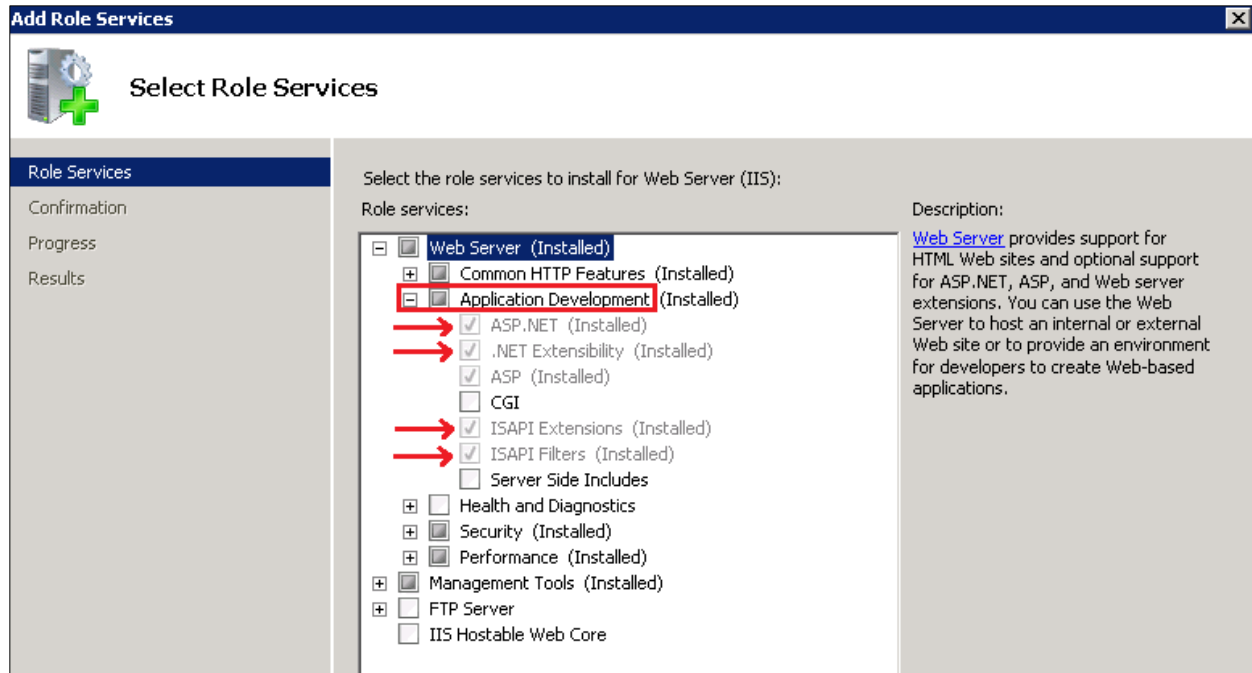 Add Role Services
Select Role Services
Role Services
Confirmation
Progress
Results
Select the role services to install for Web Server (IIS):
Role services:
Web Server (Installed)
Common HTTP Features (Installed)
Application Development (Installed)
ASP.NET (Installed)
.NET Extensibility (Installed)
ASP (Installed)
CGI
ISAPI Extensions (Installed)
ISAPI Filters (Installed)
Server Side Includes
Health and Diagnostics
Security (Installed)
Performance (Installed)
Management Tools (Installed)
FTP Server
IIS Hostable Web Core
Description:
Web Server provides support for
HTML Web sites and optional support
for ASP.NET, ASP, and Web server
extensions. You can use the Web
Server to host an internal or external
Web site or to provide an environment
for developers to create Web-based
applications.